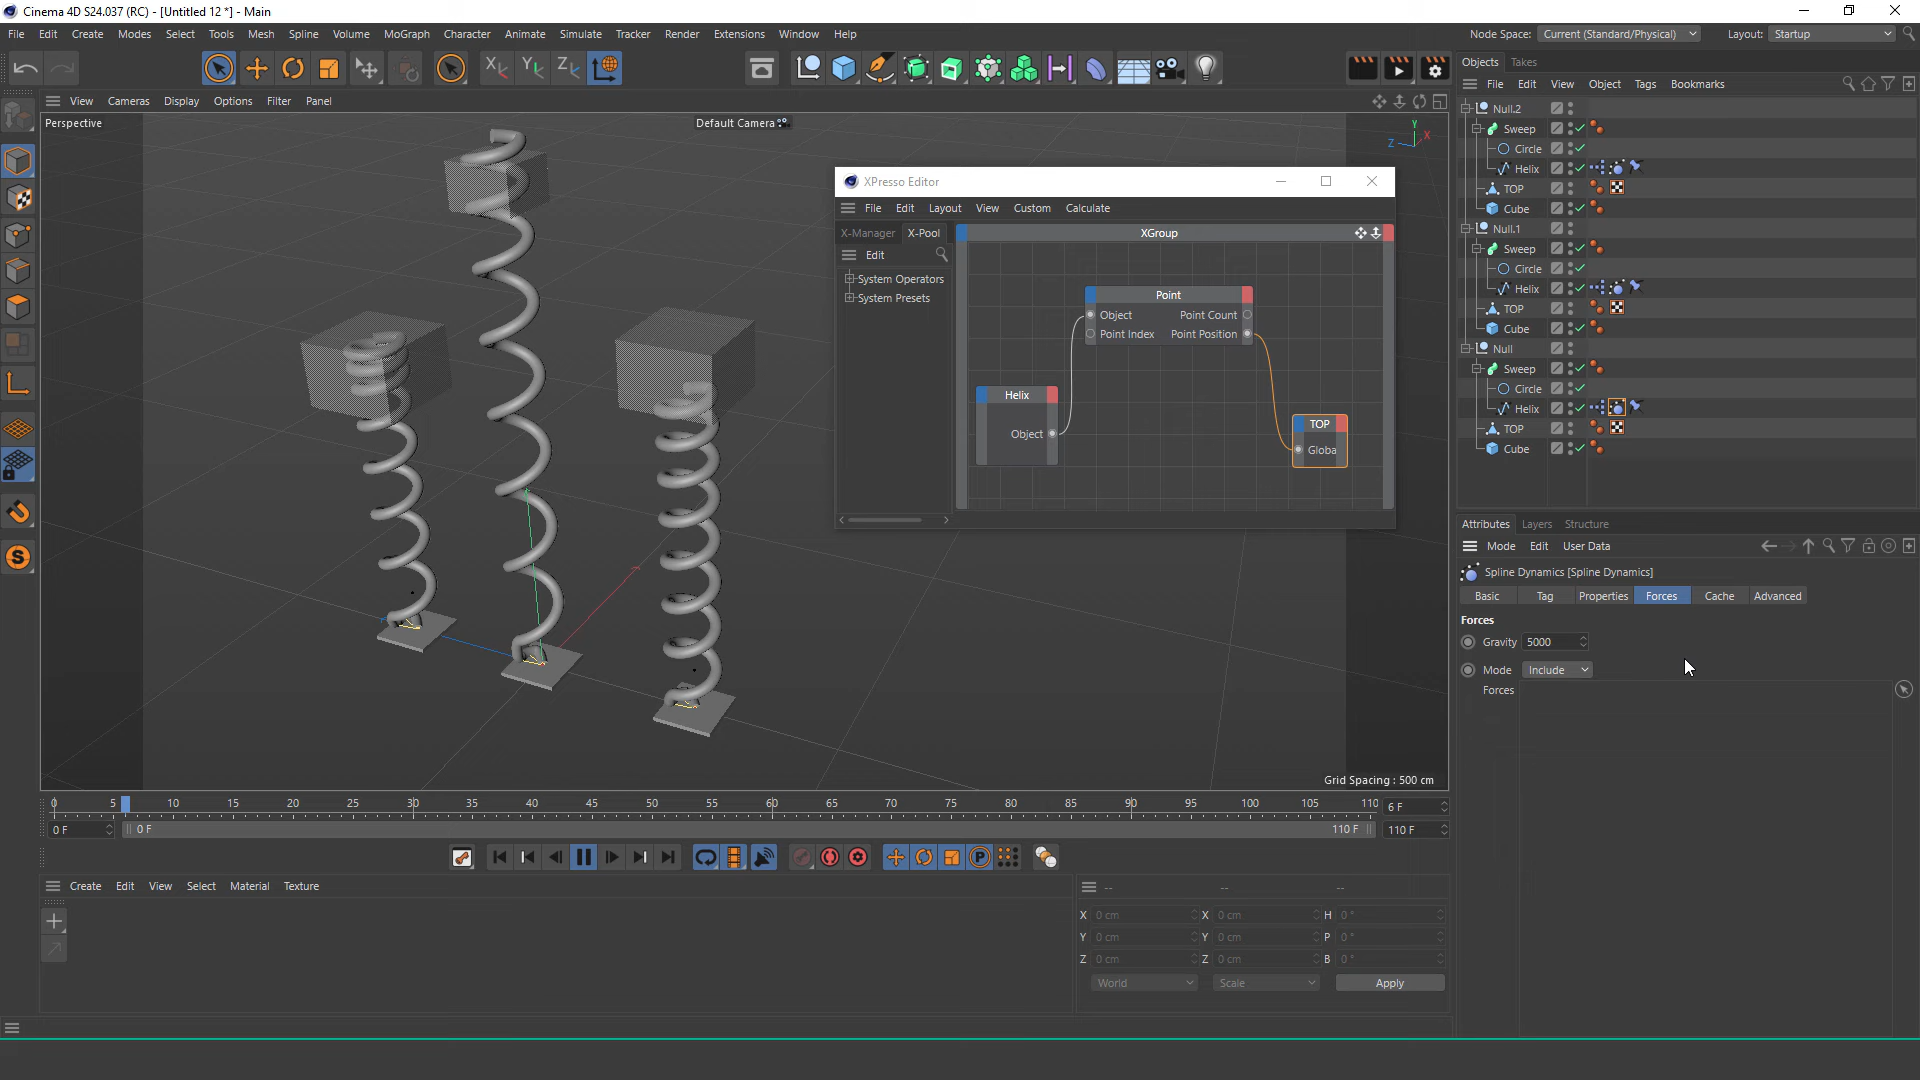 Cinema 4D S24.037 (RC) - [Untitled 12 *] - Main
File Edit Create Modes Select Tools Mesh Spline Volume MoGraph Character Animate Simulate Tracker Render Extensions Window Help
Node Space: Current (Standard/Physical) Layout: Startup
X Y Z
Objects Takes
File Edit View Object Tags Bookmarks
View Cameras Display Options Filter Panel
Perspective
Default Camera
Y
X
Z
Null.2
Sweep
Circle
Helix
TOP
Cube
Null.1
Sweep
Circle
Helix
TOP
Cube
Null
Sweep
Circle
Helix
TOP
Cube
XPresso Editor
File Edit Layout View Custom Calculate
X-Manager X-Pool
XGroup
Edit
System Operators
System Presets
Point
Object Point Count
Point Index Point Position
Helix
Object
TOP
Globa
Attributes Layers Structure
Mode Edit User Data
Spline Dynamics [Spline Dynamics]
Basic Tag Properties Forces Cache Advanced
Forces
Gravity 5000
Mode Include
Forces
Grid Spacing : 500 cm
0 5 10 15 20 25 30 35 40 45 50 55 60 65 70 75 80 85 90 95 100 105 110
6 F
0 F 0 F 110 F 110 F
P
Create Edit View Select Material Texture
-- -- --
X 0 cm X 0 cm H 0 °
Y 0 cm Y 0 cm P 0 °
Z 0 cm Z 0 cm B 0 °
World Scale Apply